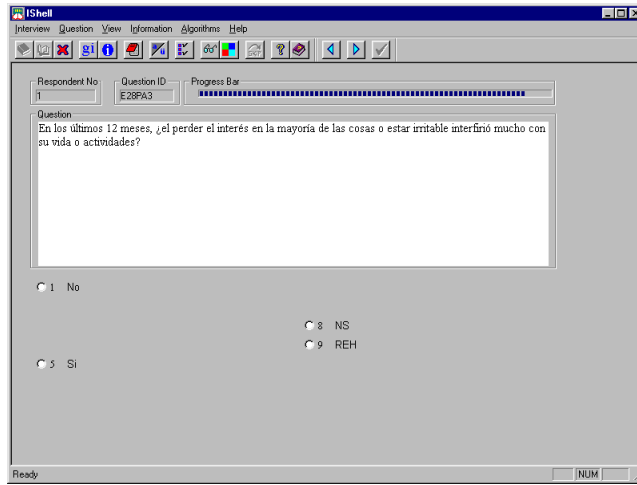 IShell
Interview Question View Information Algorithms Help
gi
SKIP
Respondent No
Question ID
Progress Bar
1
E28PA3
Question
En los últimos 12 meses, ¿el perder el interés en la mayoría de las cosas o estar irritable interfirió mucho con
su vida o actividades?
1 No
8 NS
9 REH
5 Si
Ready
NUM